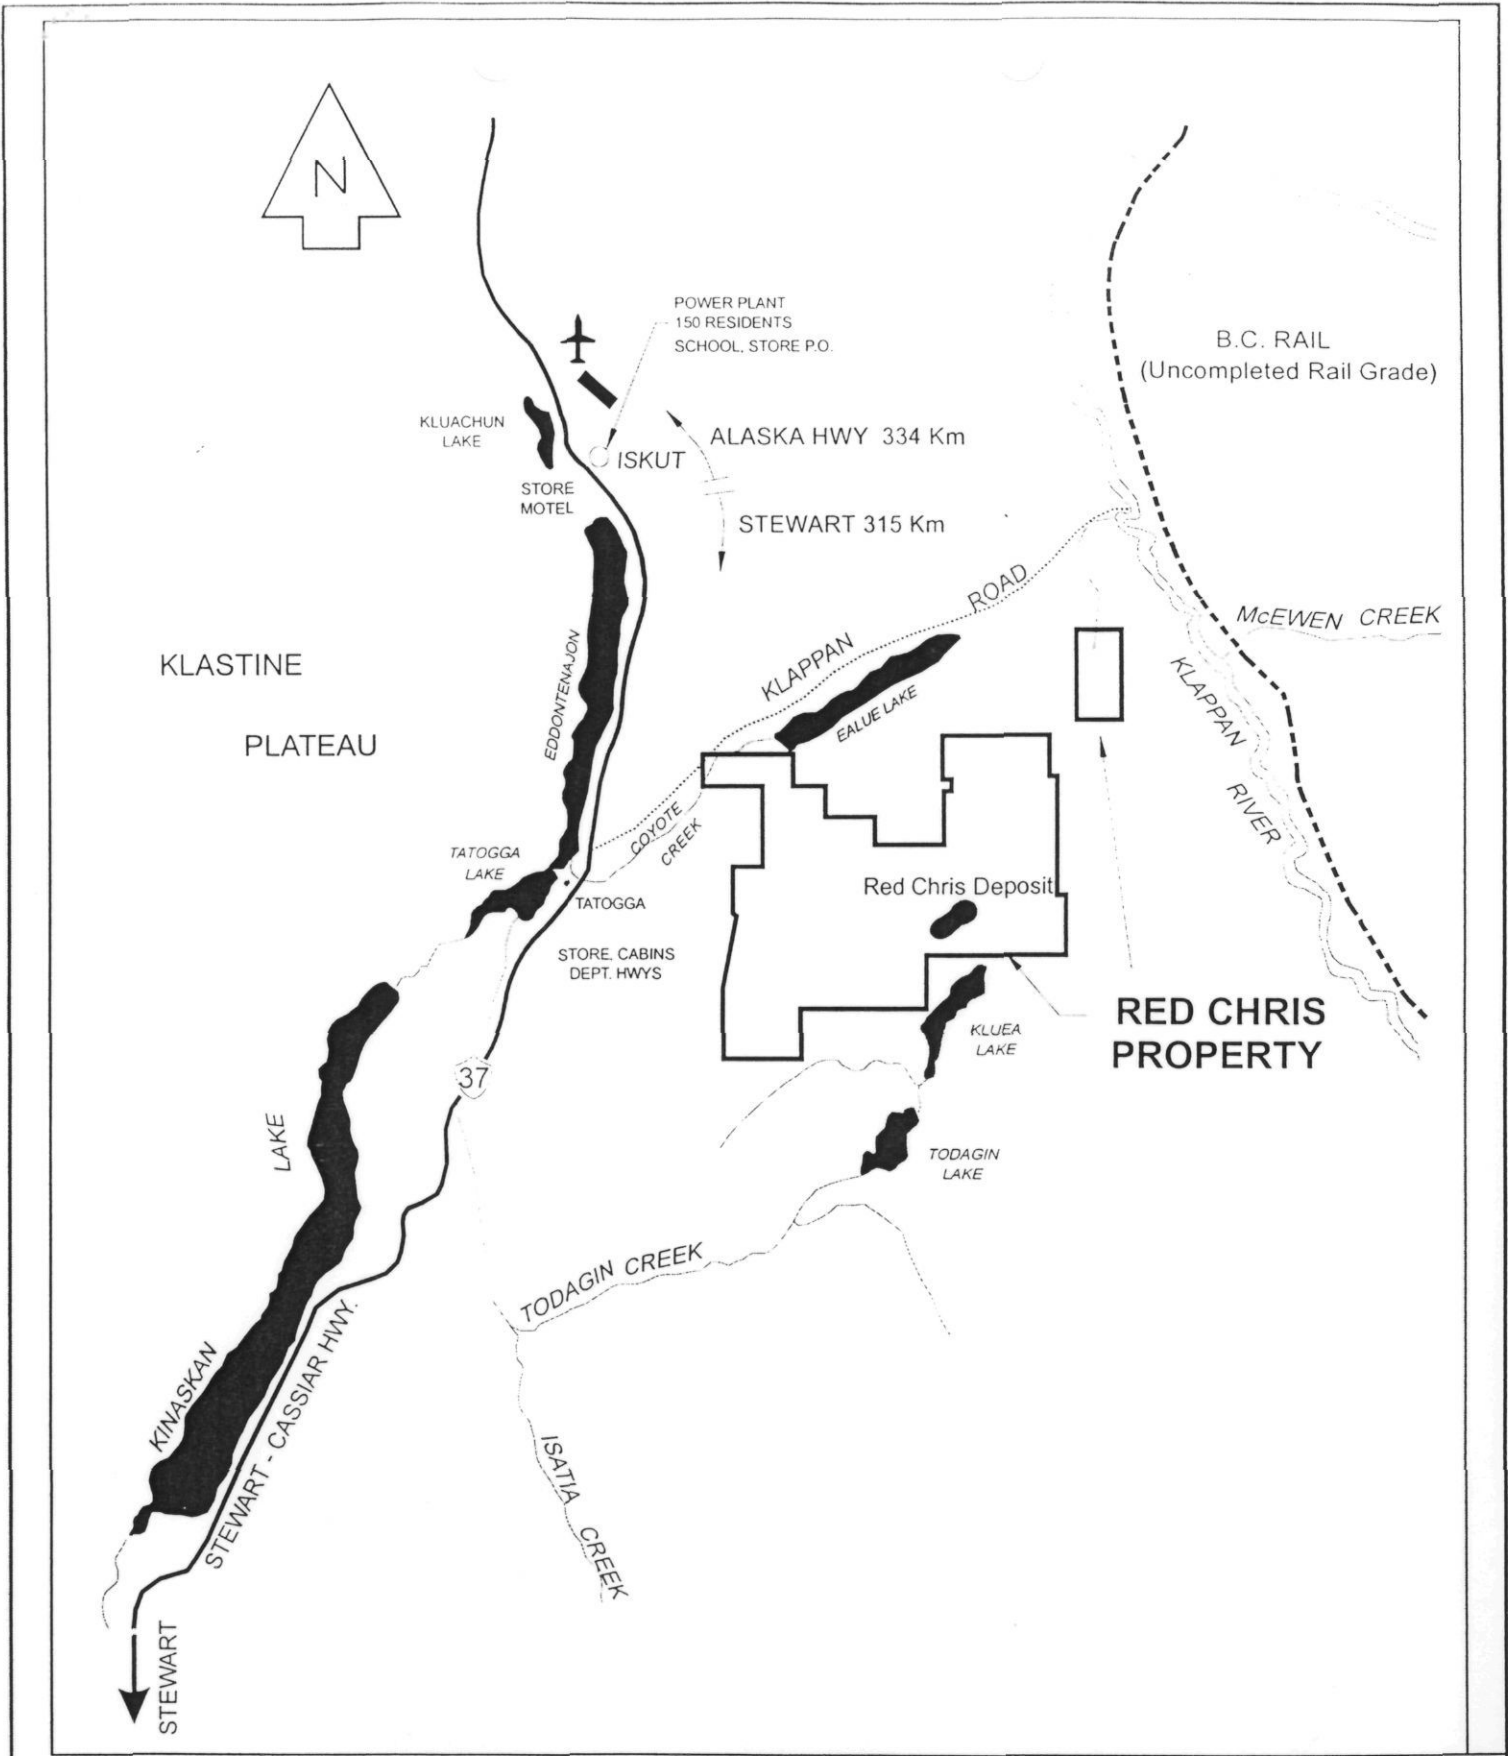 N
POWER PLANT
150 RESIDENTS
SCHOOL, STORE P.O.
B.C. RAIL
(Uncompleted Rail Grade)
KLUACHUN
LAKE
ALASKA HWY 334 Km
ISKUT
STORE
MOTEL
STEWART 315 Km
KLAPPAN ROAD
McEWEN CREEK
KLASTINE
PLATEAU
EDDONTENAJON
EALUE LAKE
KLAPPAN
RIVER
COYOTE
CREEK
TATOGGA
LAKE
TATOGGA
Red Chris Deposit
STORE, CABINS
DEPT. HWYS
RED CHRIS
PROPERTY
KLUEA
LAKE
37
KINASKAN LAKE
TODAGIN
LAKE
TODAGIN CREEK
STEWART - CASSIAR HWY.
ISATIA CREEK
STEWART